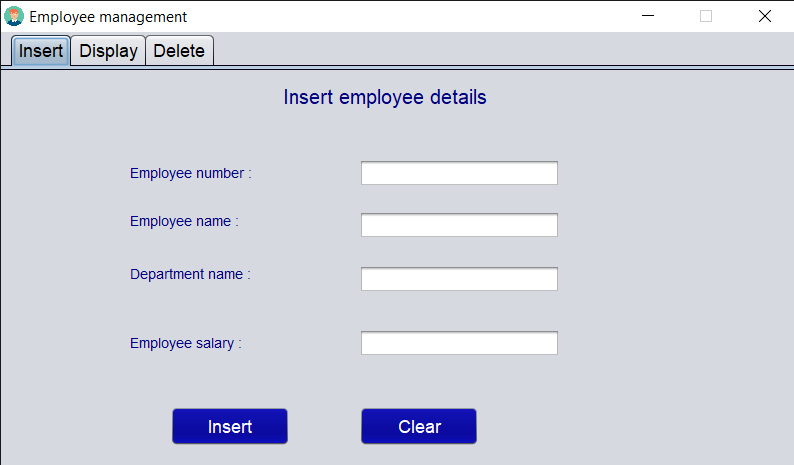 Employee management
Insert Display Delete
Insert employee details
Employee number :
Employee name :
Department name :
Employee salary :
Insert Clear